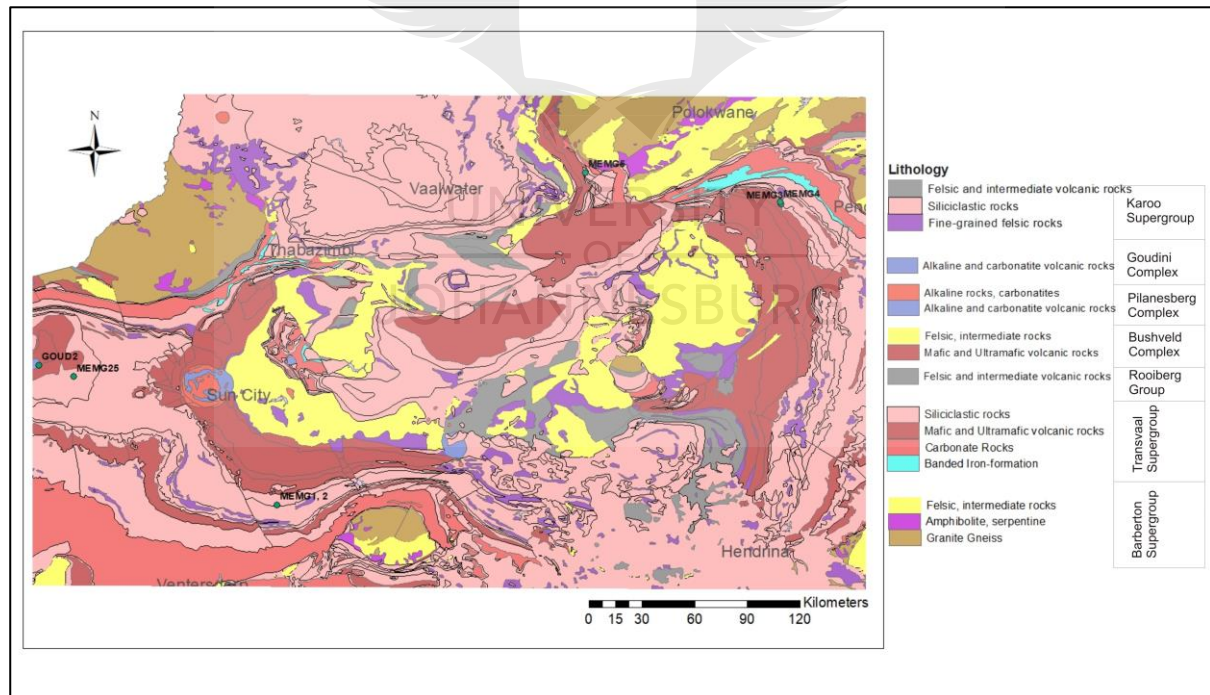 N
Polokwane
MEMG5
Vaalwater
MEMG3
MEMG4
UNIVERSITY
OF
JOHANNESBURG
Thabazimbi
GOUD2
MEMG25
Sun City
MEMG1, 2
Hendrina
Kilometers
0 15 30 60 90 120
Lithology
Felsic and intermediate volcanic rocks
Siliciclastic rocks
Fine-grained felsic rocks
Karoo
Supergroup
Alkaline and carbonatite volcanic rocks
Goudini
Complex
Alkaline rocks, carbonatites
Alkaline and carbonatite volcanic rocks
Pilanesberg
Complex
Felsic, intermediate rocks
Mafic and Ultramafic volcanic rocks
Bushveld
Complex
Felsic and intermediate volcanic rocks
Rooiberg
Group
Siliciclastic rocks
Mafic and Ultramafic volcanic rocks
Carbonate Rocks
Banded Iron-formation
Transvaal
Supergroup
Felsic, intermediate rocks
Amphibolite, serpentine
Granite Gneiss
Barberton
Supergroup